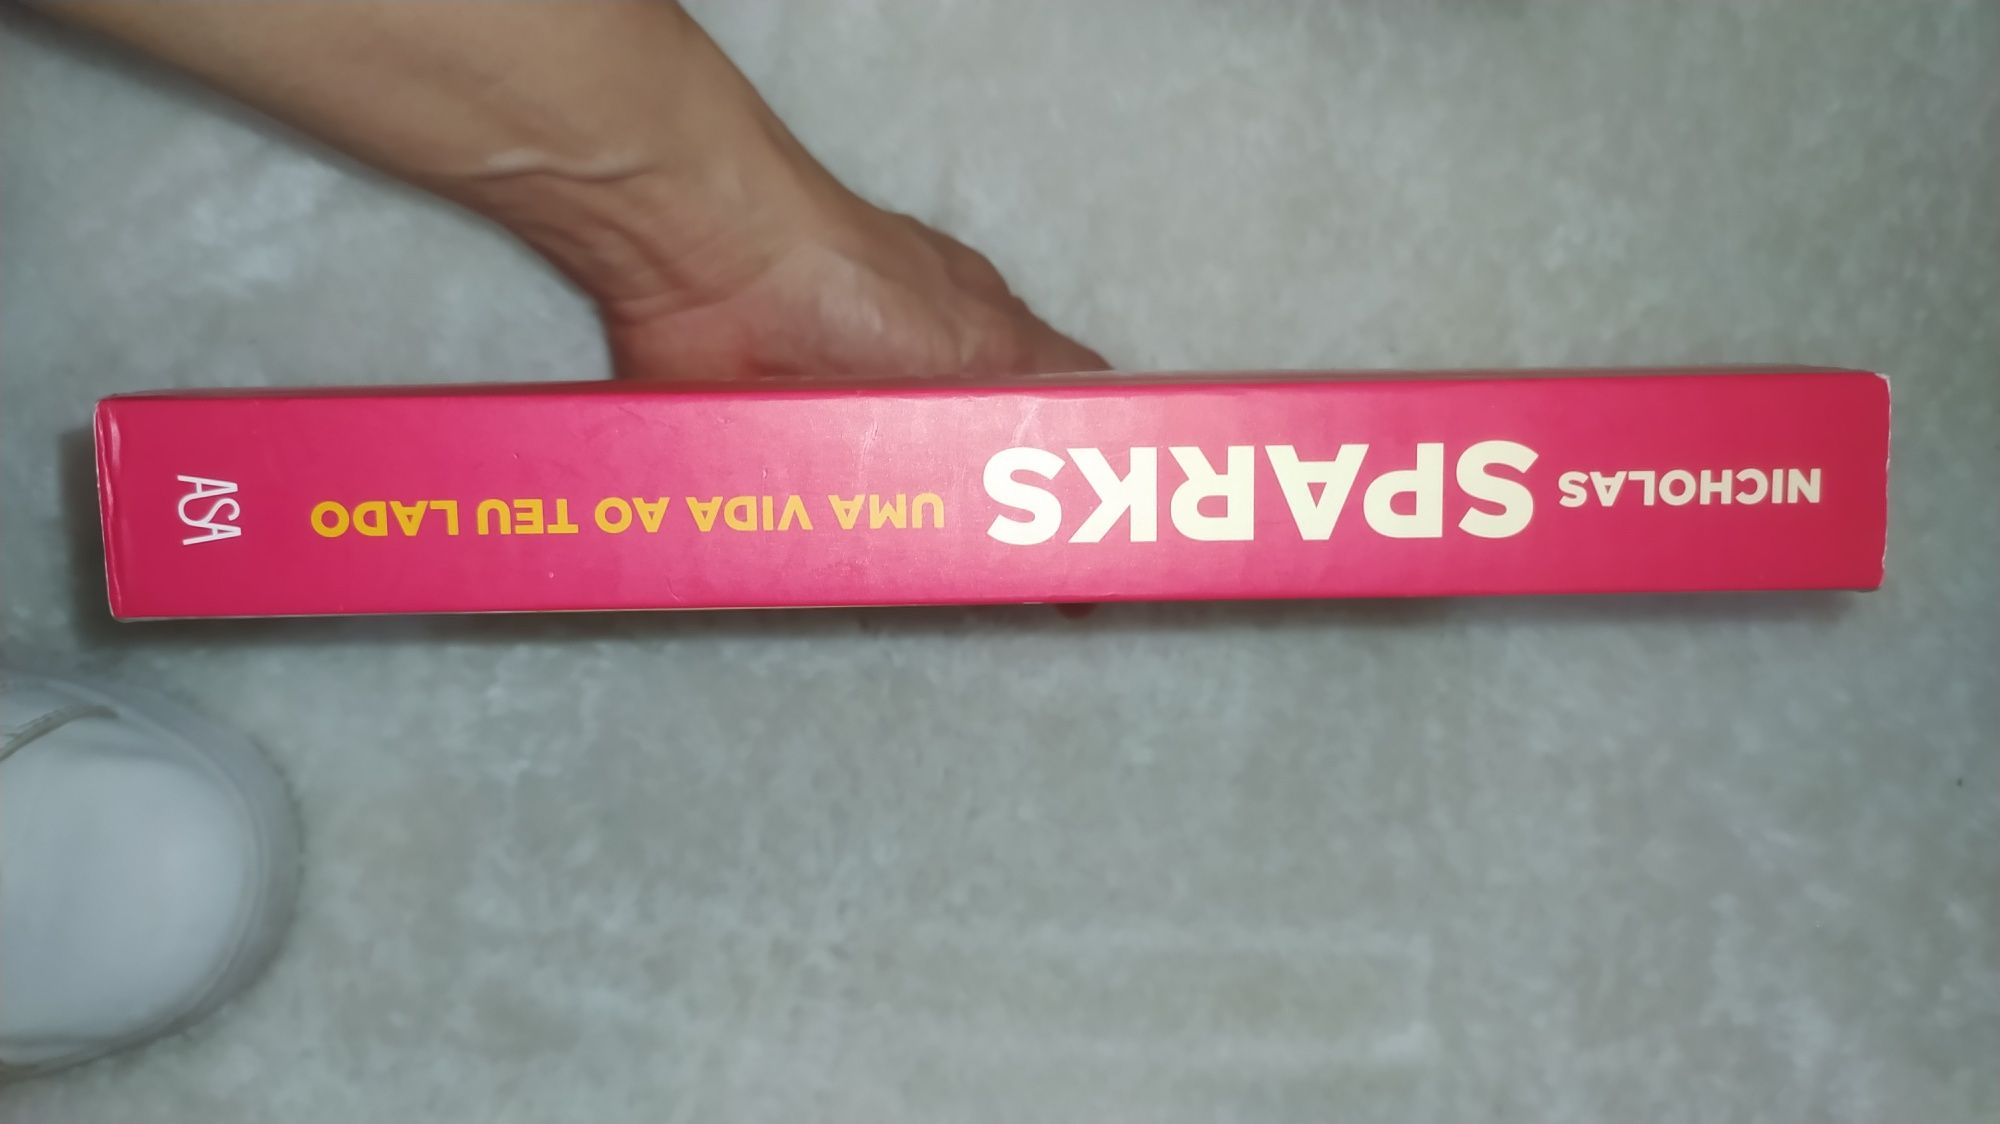 NICHOLAS SPARKS UMA VIDA AO TEU LADO
ASA